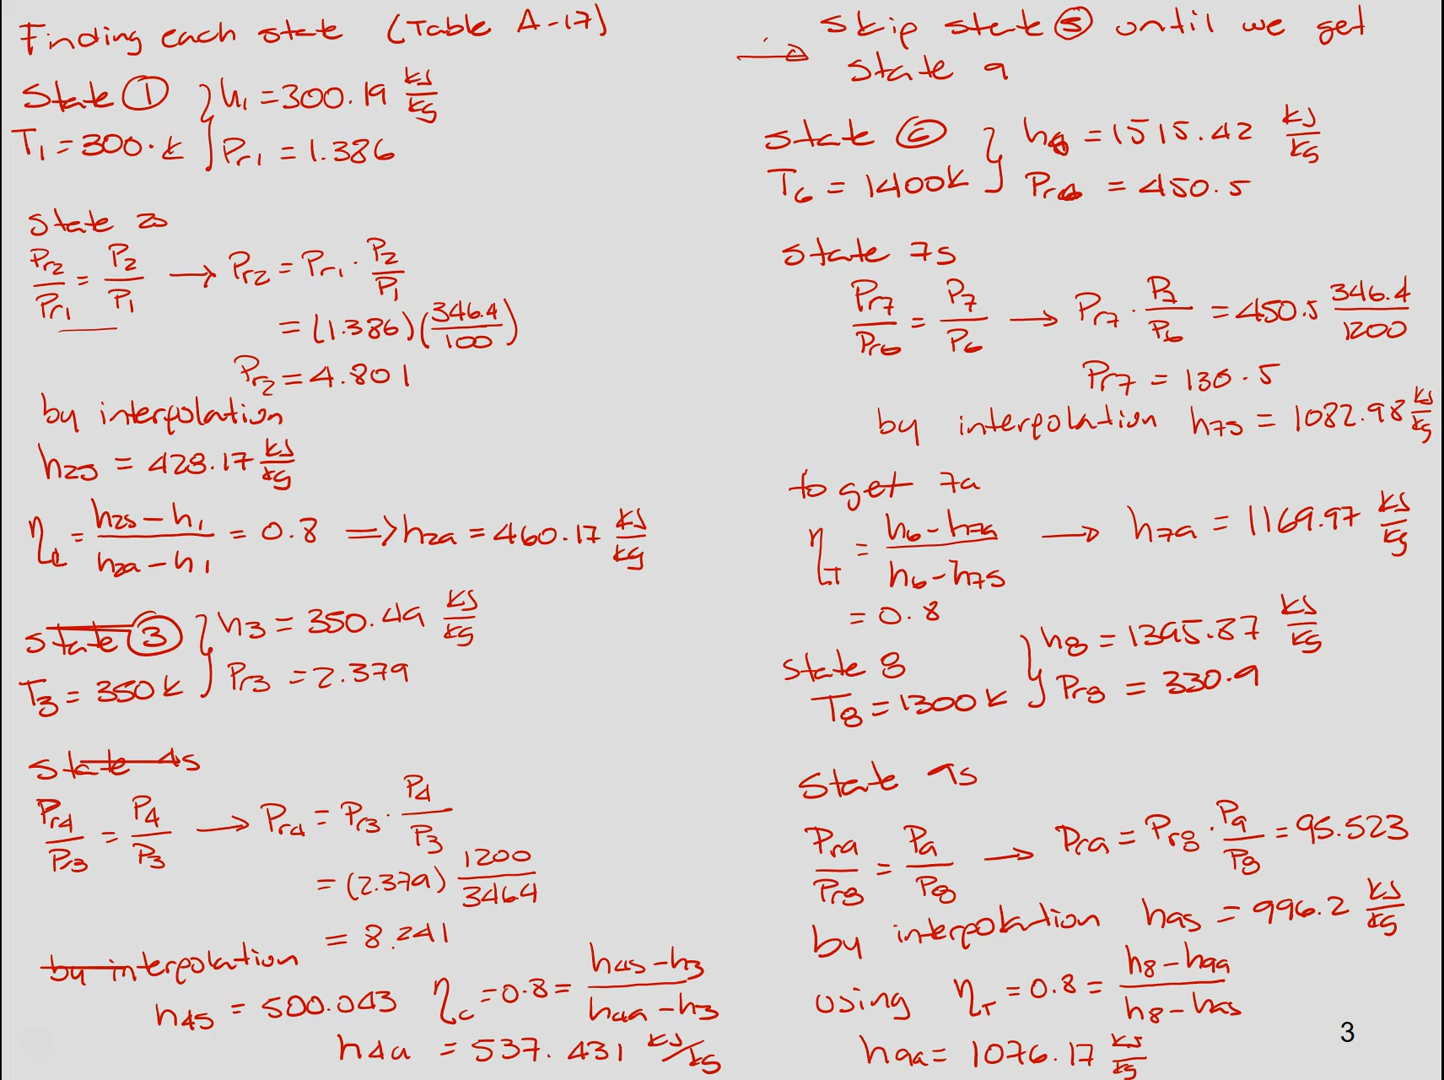 Finding each state (Table A-17)
State ① } h1 = 300.19 kJ/kg
T1 = 300. K } Pr1 = 1.386
state 2s
Pr2/Pr1 = P2/P1 → Pr2 = Pr1 · P2/P1
= (1.386)(346.4/100)
Pr2 = 4.801
by interpolation
h2s = 428.17 kJ/kg
ηc = (h2s - h1)/(h2a - h1) = 0.8 => h2a = 460.17 kJ/kg
state ③ } h3 = 350.49 kJ/kg
T3 = 350 K } Pr3 = 2.379
state 4s
Pr4/Pr3 = P4/P3 → Pr4 = Pr3 · P4/P3
= (2.379) 1200/346.4
= 8.241
by interpolation
h4s = 500.043 ηc = 0.8 = (h4s - h3)/(h4a - h3)
h4a = 537.431 kJ/kg
→ Skip state ⑤ until we get
state 9
state ⑥ } h6 = 1515.42 kJ/kg
T6 = 1400K } Pr6 = 450.5
state 7s
Pr7/Pr6 = P7/P6 → Pr7 · P7/P6 = 450.5 346.4/1200
Pr7 = 130.5
by interpolation h7s = 1082.98 kJ/kg
to get 7a
ηT = (h6 - h7a)/(h6 - h7s) → h7a = 1169.97 kJ/kg
= 0.8
state 8 } h8 = 1395.87 kJ/kg
T8 = 1300 K } Pr8 = 330.9
state 9s
Pr9/Pr8 = P9/P8 → Pr9 = Pr8 · P9/P8 = 95.523
by interpolation h9s = 996.2 kJ/kg
using ηT = 0.8 = (h8 - h9a)/(h8 - h9s)
h9a = 1076.17 kJ/kg
3